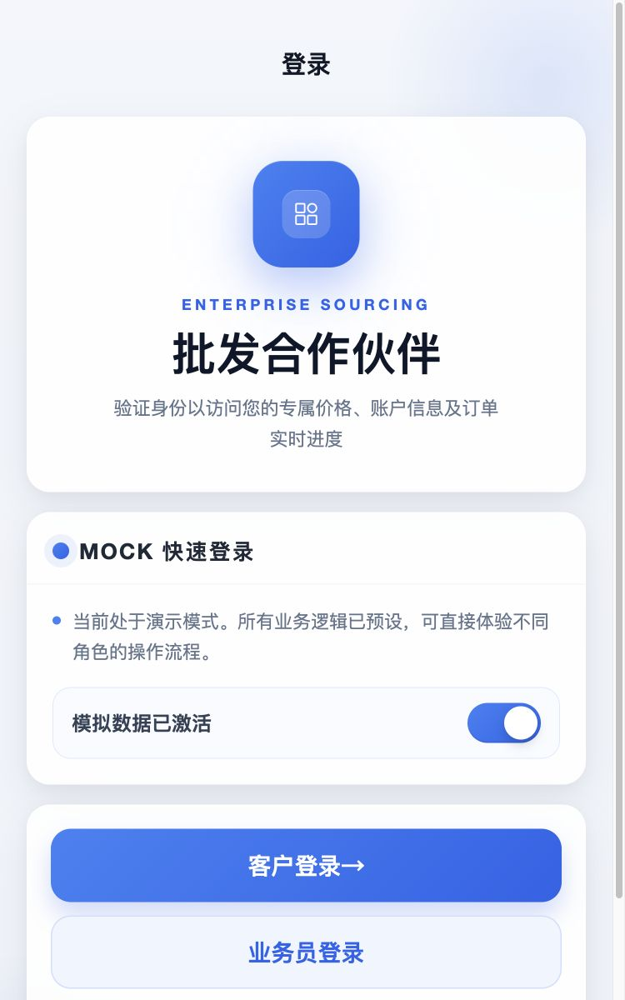 登录
ENTERPRISE SOURCING
批发合作伙伴
验证身份以访问您的专属价格、账户信息及订单
实时进度
MOCK 快速登录
当前处于演示模式。所有业务逻辑已预设，可直接体验不同
角色的操作流程。
模拟数据已激活
客户登录→
业务员登录